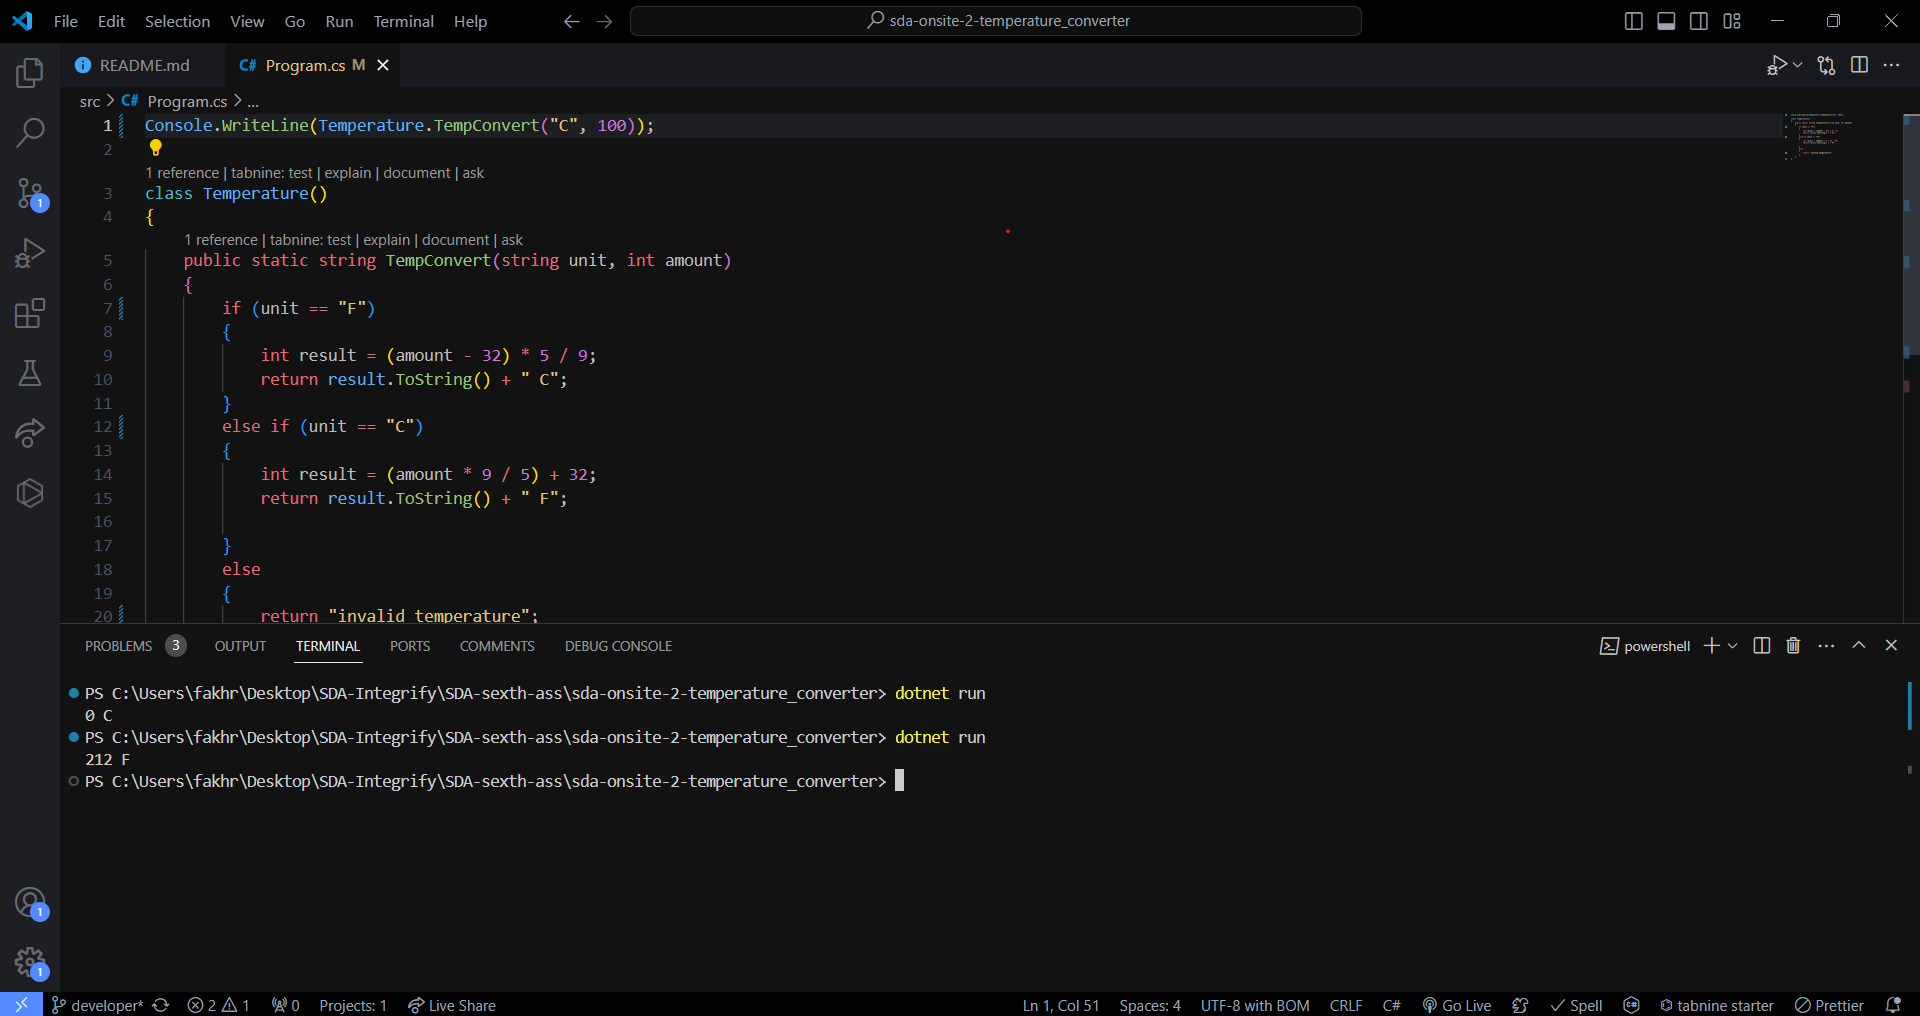 File Edit Selection View Go Run Terminal Help
sda-onsite-2-temperature_converter
README.md
C# Program.cs M
src > C# Program.cs > ...
1 Console.WriteLine(Temperature.TempConvert("C", 100));
2
1 reference | tabnine: test | explain | document | ask
3 class Temperature()
4 {
1 reference | tabnine: test | explain | document | ask
5 public static string TempConvert(string unit, int amount)
6 {
7 if (unit == "F")
8 {
9 int result = (amount - 32) * 5 / 9;
10 return result.ToString() + " C";
11 }
12 else if (unit == "C")
13 {
14 int result = (amount * 9 / 5) + 32;
15 return result.ToString() + " F";
16
17 }
18 else
19 {
20 return "invalid temperature";
PROBLEMS 3 OUTPUT TERMINAL PORTS COMMENTS DEBUG CONSOLE
powershell
PS C:\Users\fakhr\Desktop\SDA-Integrify\SDA-sexth-ass\sda-onsite-2-temperature_converter> dotnet run
0 C
PS C:\Users\fakhr\Desktop\SDA-Integrify\SDA-sexth-ass\sda-onsite-2-temperature_converter> dotnet run
212 F
PS C:\Users\fakhr\Desktop\SDA-Integrify\SDA-sexth-ass\sda-onsite-2-temperature_converter>
1
1
1
developer* 2 1 0 Projects: 1 Live Share Ln 1, Col 51 Spaces: 4 UTF-8 with BOM CRLF C# Go Live Spell tabnine starter Prettier